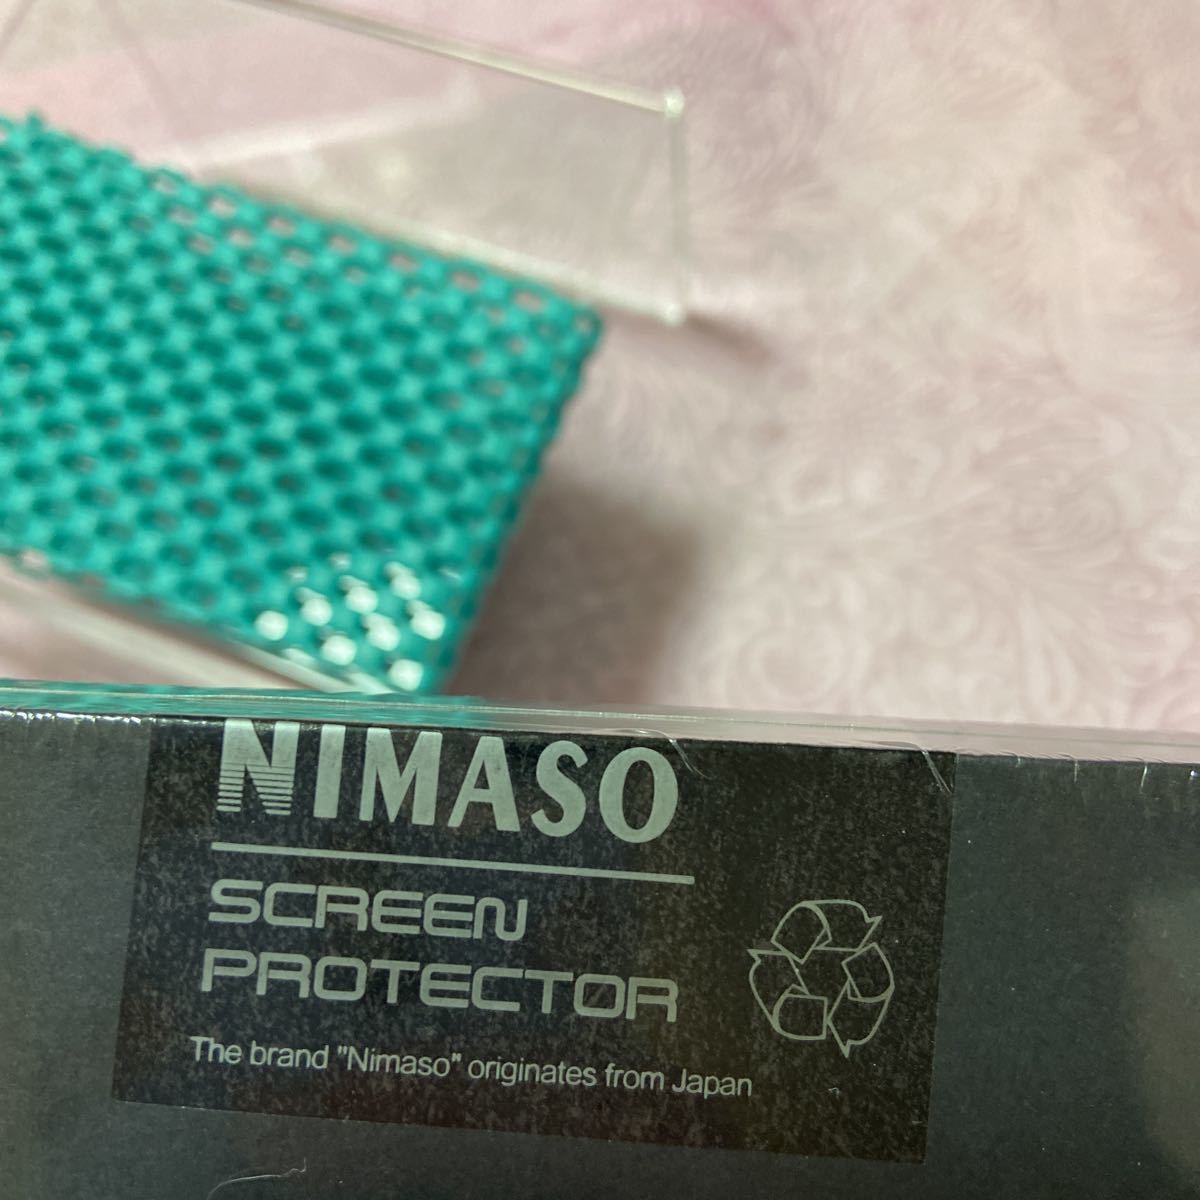 NIMASO
SCREEN
PROTECTOR
The brand "Nimaso" originates from Japan